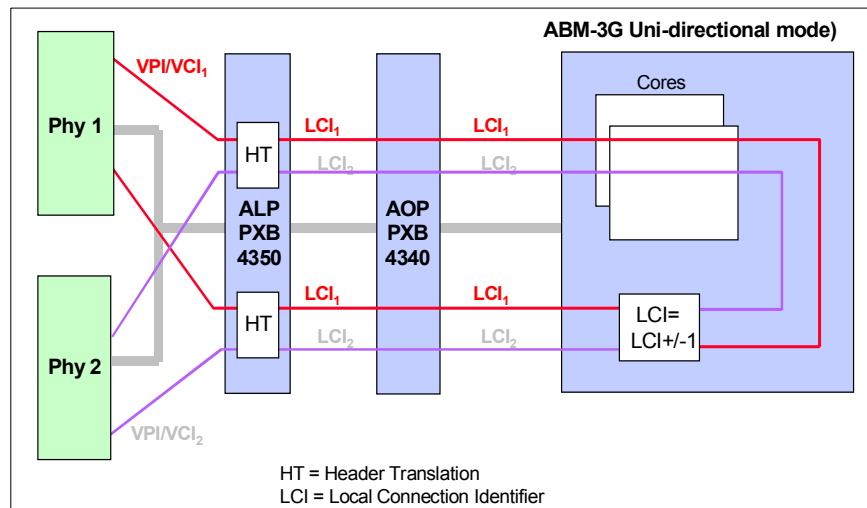 ABM-3G Uni-directional mode)
VPI/VCI1
Cores
Phy 1
HT
LCI1
LCI1
LCI2
LCI2
ALP
PXB
4350
AOP
PXB
4340
HT
LCI1
LCI1
LCI2
LCI2
LCI=
LCI+/-1
Phy 2
VPI/VCI2
HT = Header Translation
LCI = Local Connection Identifier